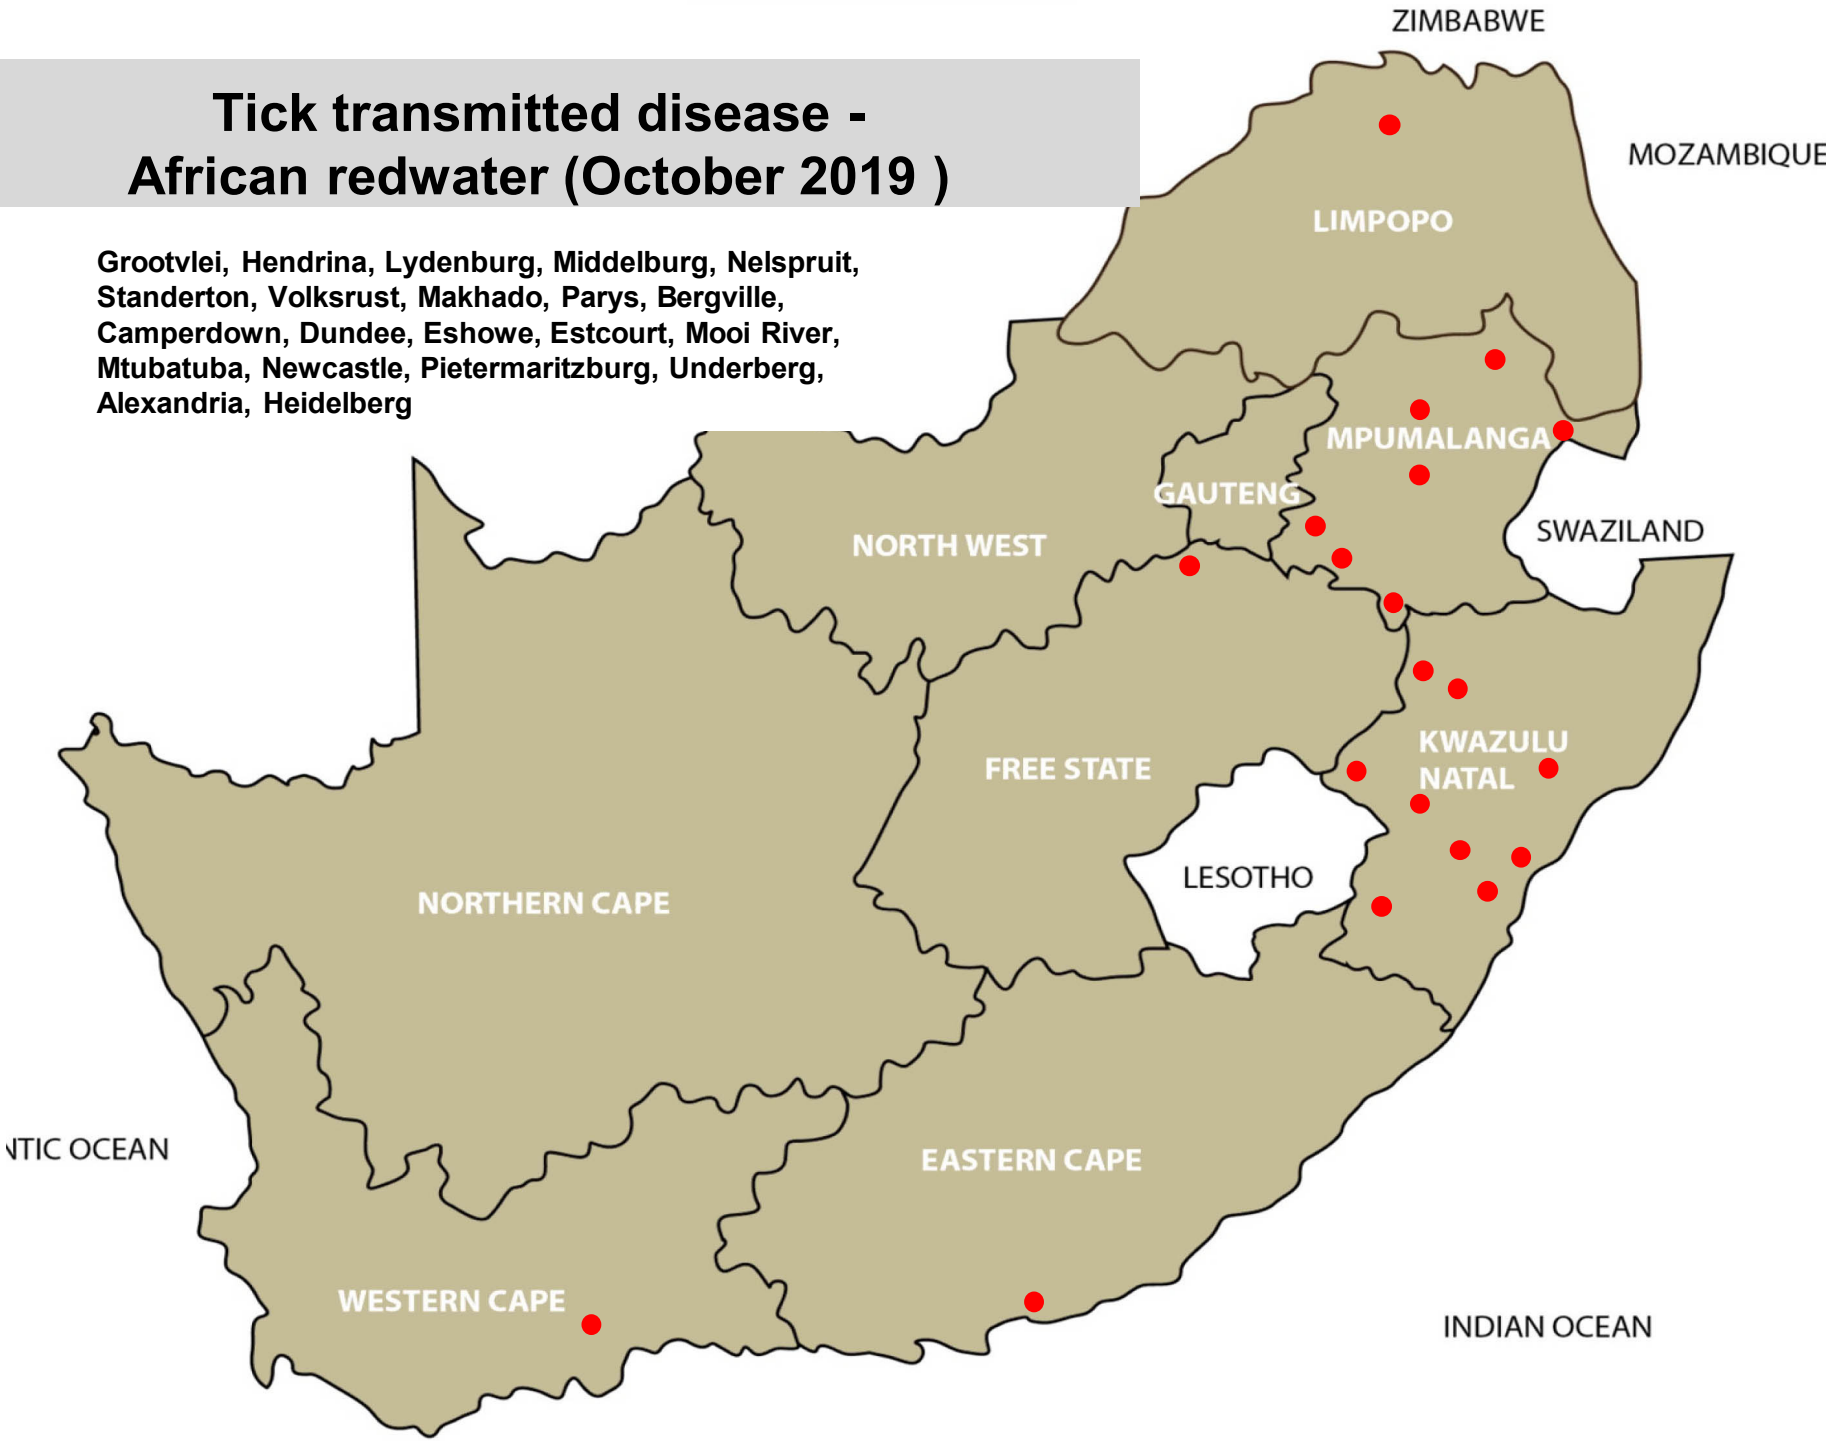 ZIMBABWE
Tick transmitted disease -
African redwater (October 2019 )
MOZAMBIQUE
LIMPOPO
Grootvlei, Hendrina, Lydenburg, Middelburg, Nelspruit,
Standerton, Volksrust, Makhado, Parys, Bergville,
Camperdown, Dundee, Eshowe, Estcourt, Mooi River,
Mtubatuba, Newcastle, Pietermaritzburg, Underberg,
Alexandria, Heidelberg
MPUMALANGA
GAUTENG
SWAZILAND
NORTH WEST
KWAZULU
NATAL
FREE STATE
LESOTHO
NORTHERN CAPE
NTIC OCEAN
EASTERN CAPE
WESTERN CAPE
INDIAN OCEAN